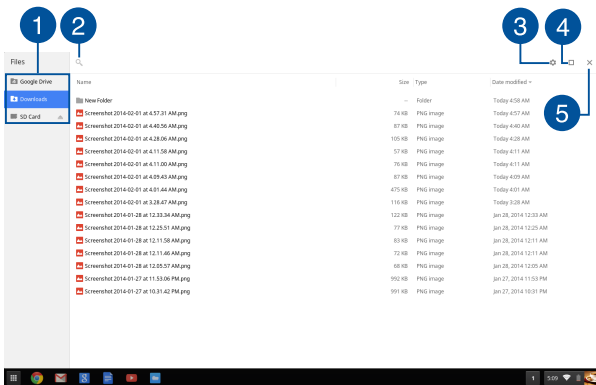 1 2 3 4
Files
Google Drive
Downloads
SD Card
Name Size Type Date modified
New Folder -- Folder Today 4:58 AM
Screenshot 2014-02-01 at 4.57.31 AM.png 74 KB PNG image Today 4:57 AM
Screenshot 2014-02-01 at 4.40.56 AM.png 87 KB PNG image Today 4:40 AM
Screenshot 2014-02-01 at 4.28.06 AM.png 105 KB PNG image Today 4:28 AM
Screenshot 2014-02-01 at 4.11.58 AM.png 57 KB PNG image Today 4:11 AM
Screenshot 2014-02-01 at 4.11.00 AM.png 76 KB PNG image Today 4:11 AM
Screenshot 2014-02-01 at 4.09.43 AM.png 87 KB PNG image Today 4:09 AM
Screenshot 2014-02-01 at 4.01.44 AM.png 475 KB PNG image Today 4:01 AM
Screenshot 2014-02-01 at 3.28.47 AM.png 116 KB PNG image Today 3:28 AM
Screenshot 2014-01-28 at 12.33.34 AM.png 122 KB PNG image Jan 28, 2014 12:33 AM
Screenshot 2014-01-28 at 12.25.51 AM.png 77 KB PNG image Jan 28, 2014 12:25 AM
Screenshot 2014-01-28 at 12.11.58 AM.png 83 KB PNG image Jan 28, 2014 12:11 AM
Screenshot 2014-01-28 at 12.11.46 AM.png 72 KB PNG image Jan 28, 2014 12:11 AM
Screenshot 2014-01-28 at 12.05.57 AM.png 68 KB PNG image Jan 28, 2014 12:05 AM
Screenshot 2014-01-27 at 11.53.06 PM.png 992 KB PNG image Jan 27, 2014 11:53 PM
Screenshot 2014-01-27 at 10.31.42 PM.png 991 KB PNG image Jan 27, 2014 10:31 PM
5
8 1 5:09